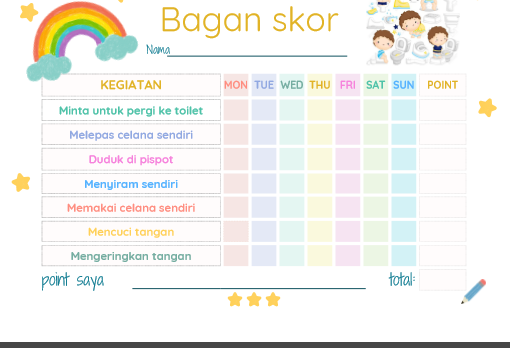 Bagan skor
Nama
KEGIATAN MON TUE WED THU FRI SAT SUN POINT
Minta untuk pergi ke toilet
Melepas celana sendiri
Duduk di pispot
Menyiram sendiri
Memakai celana sendiri
Mencuci tangan
Mengeringkan tangan
point saya total: